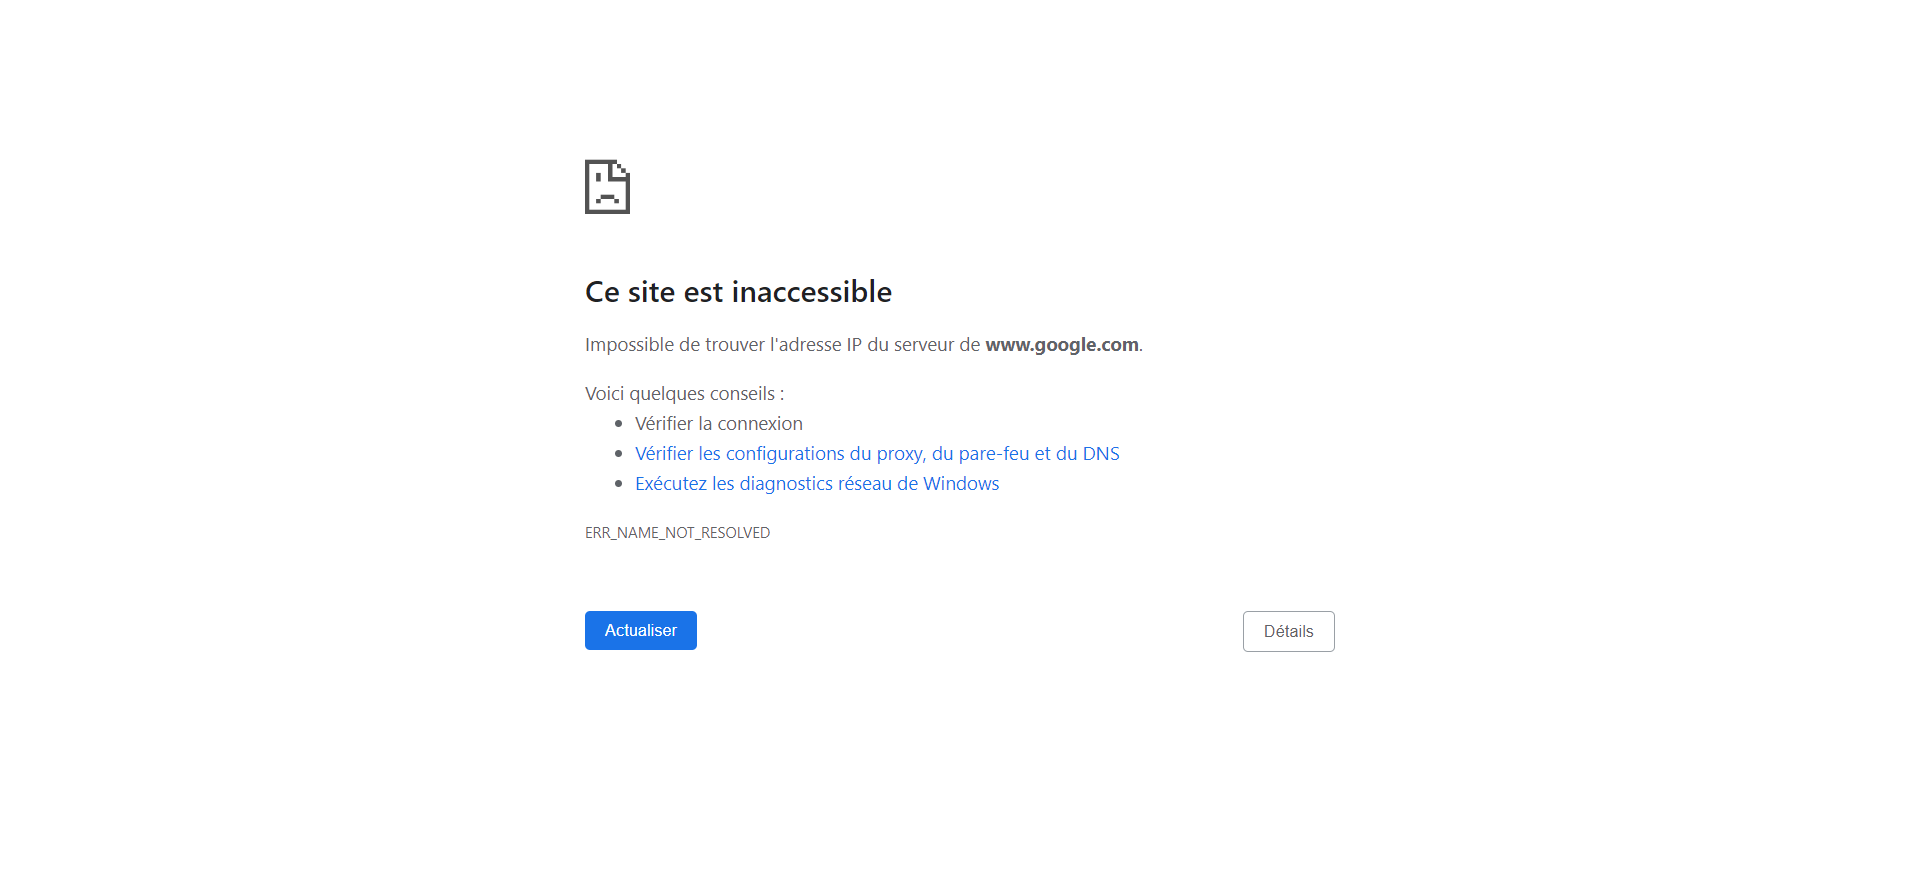 Ce site est inaccessible
Impossible de trouver l'adresse IP du serveur de www.google.com.
Voici quelques conseils :
Vérifier la connexion
Vérifier les configurations du proxy, du pare-feu et du DNS
Exécutez les diagnostics réseau de Windows
ERR_NAME_NOT_RESOLVED
Actualiser
Détails